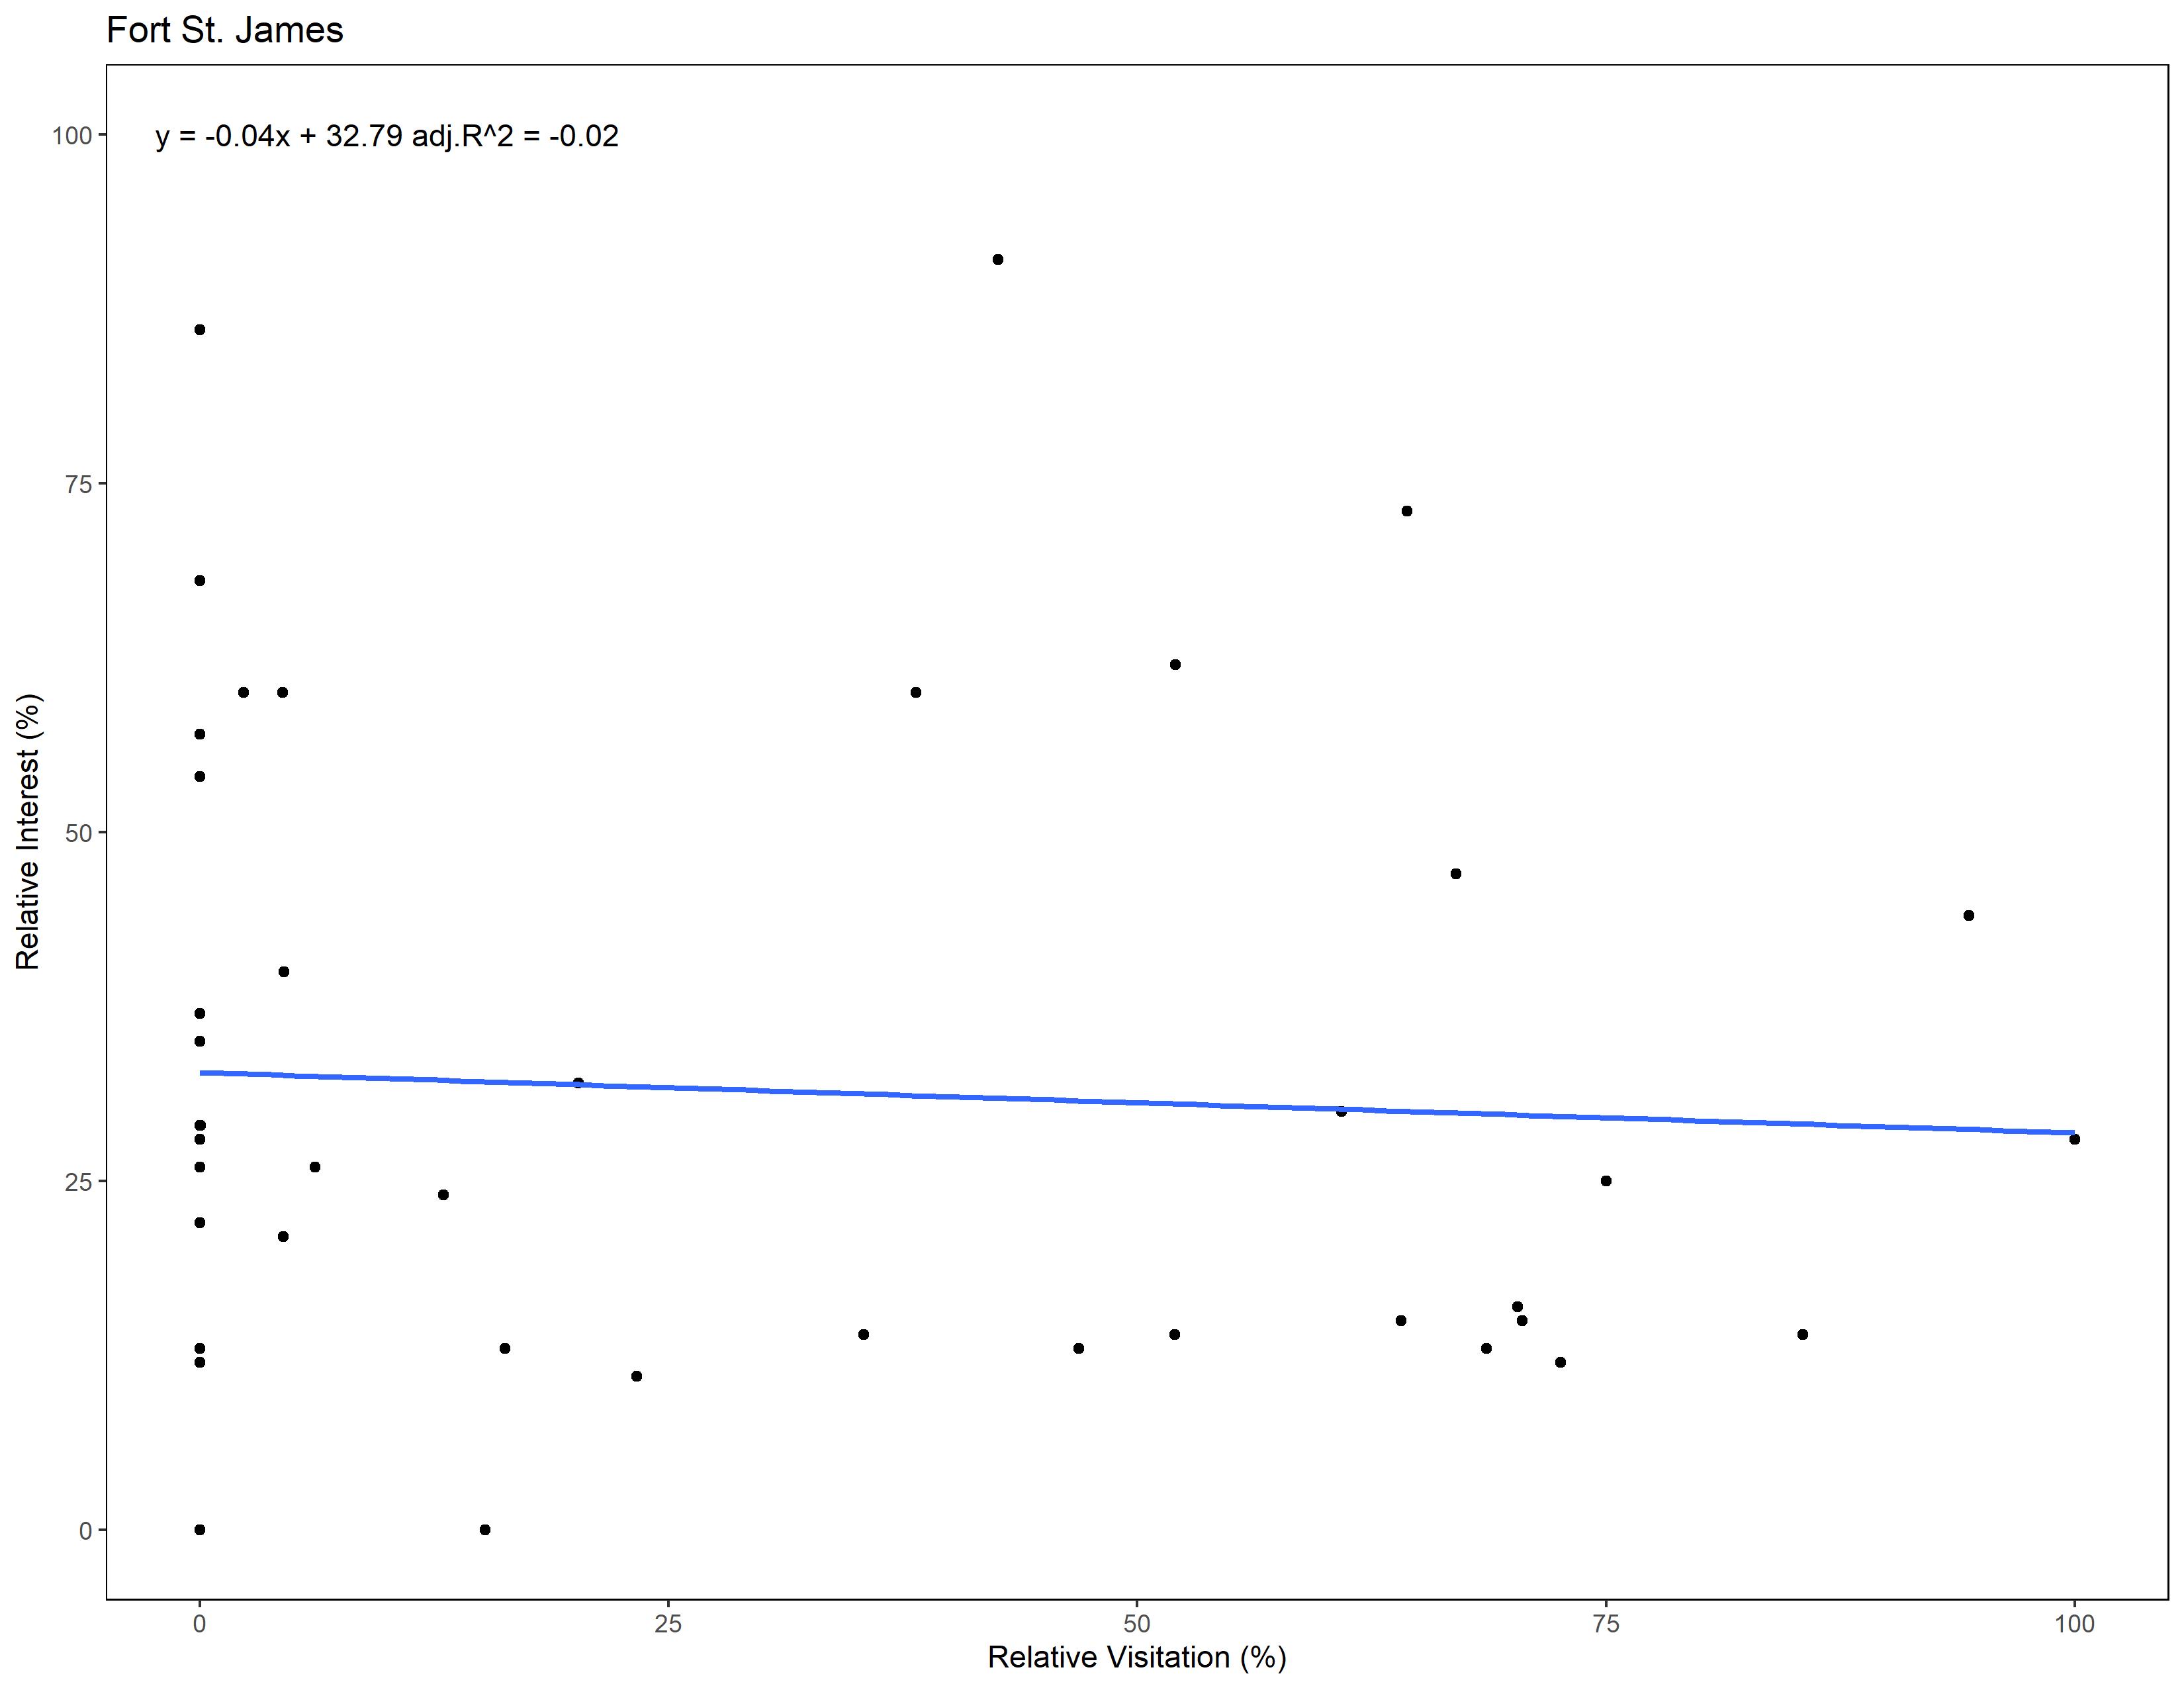 Fort St. James
y = -0.04x + 32.79 adj.R^2 = -0.02
100
75
50
25
0
Relative Interest (%)
0 25 50 75 100
Relative Visitation (%)